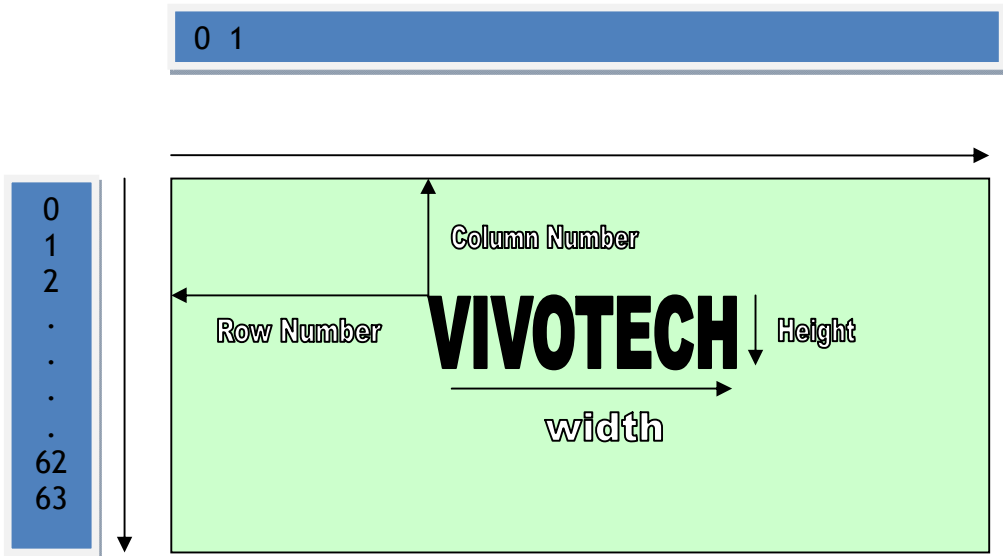 0 1
0
1
2
.
.
.
.
62
63
Column Number
Row Number
VIVOTECH
Height
width